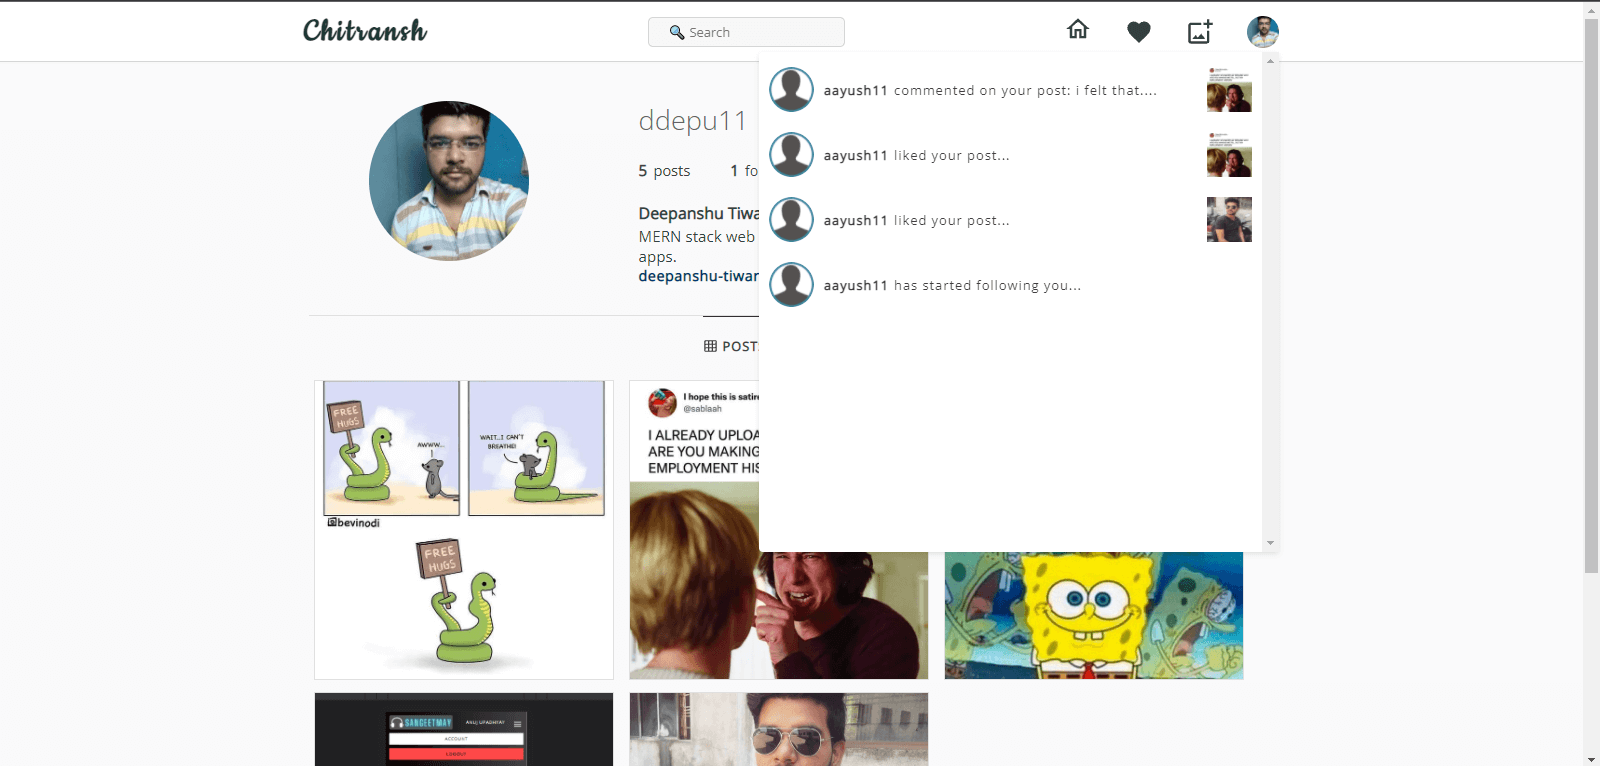 Chitransh
Search
ddepu11
5 posts
1 fo
Deepanshu Tiwa
MERN stack web
apps.
deepanshu-tiwar
aayush11 commented on your post: i felt that....
aayush11 liked your post...
aayush11 liked your post...
aayush11 has started following you...
POST
FREE
HUGS
AWWW...
WAIT...I CAN'T
BREATHE!
bevinodi
FREE
HUGS
I hope this is satire
@sablaah
I ALREADY UPLOA
ARE YOU MAKING
EMPLOYMENT HIS
SANGEETMAY
ANUJ UPADHYAY
ACCOUNT
LOGOUT